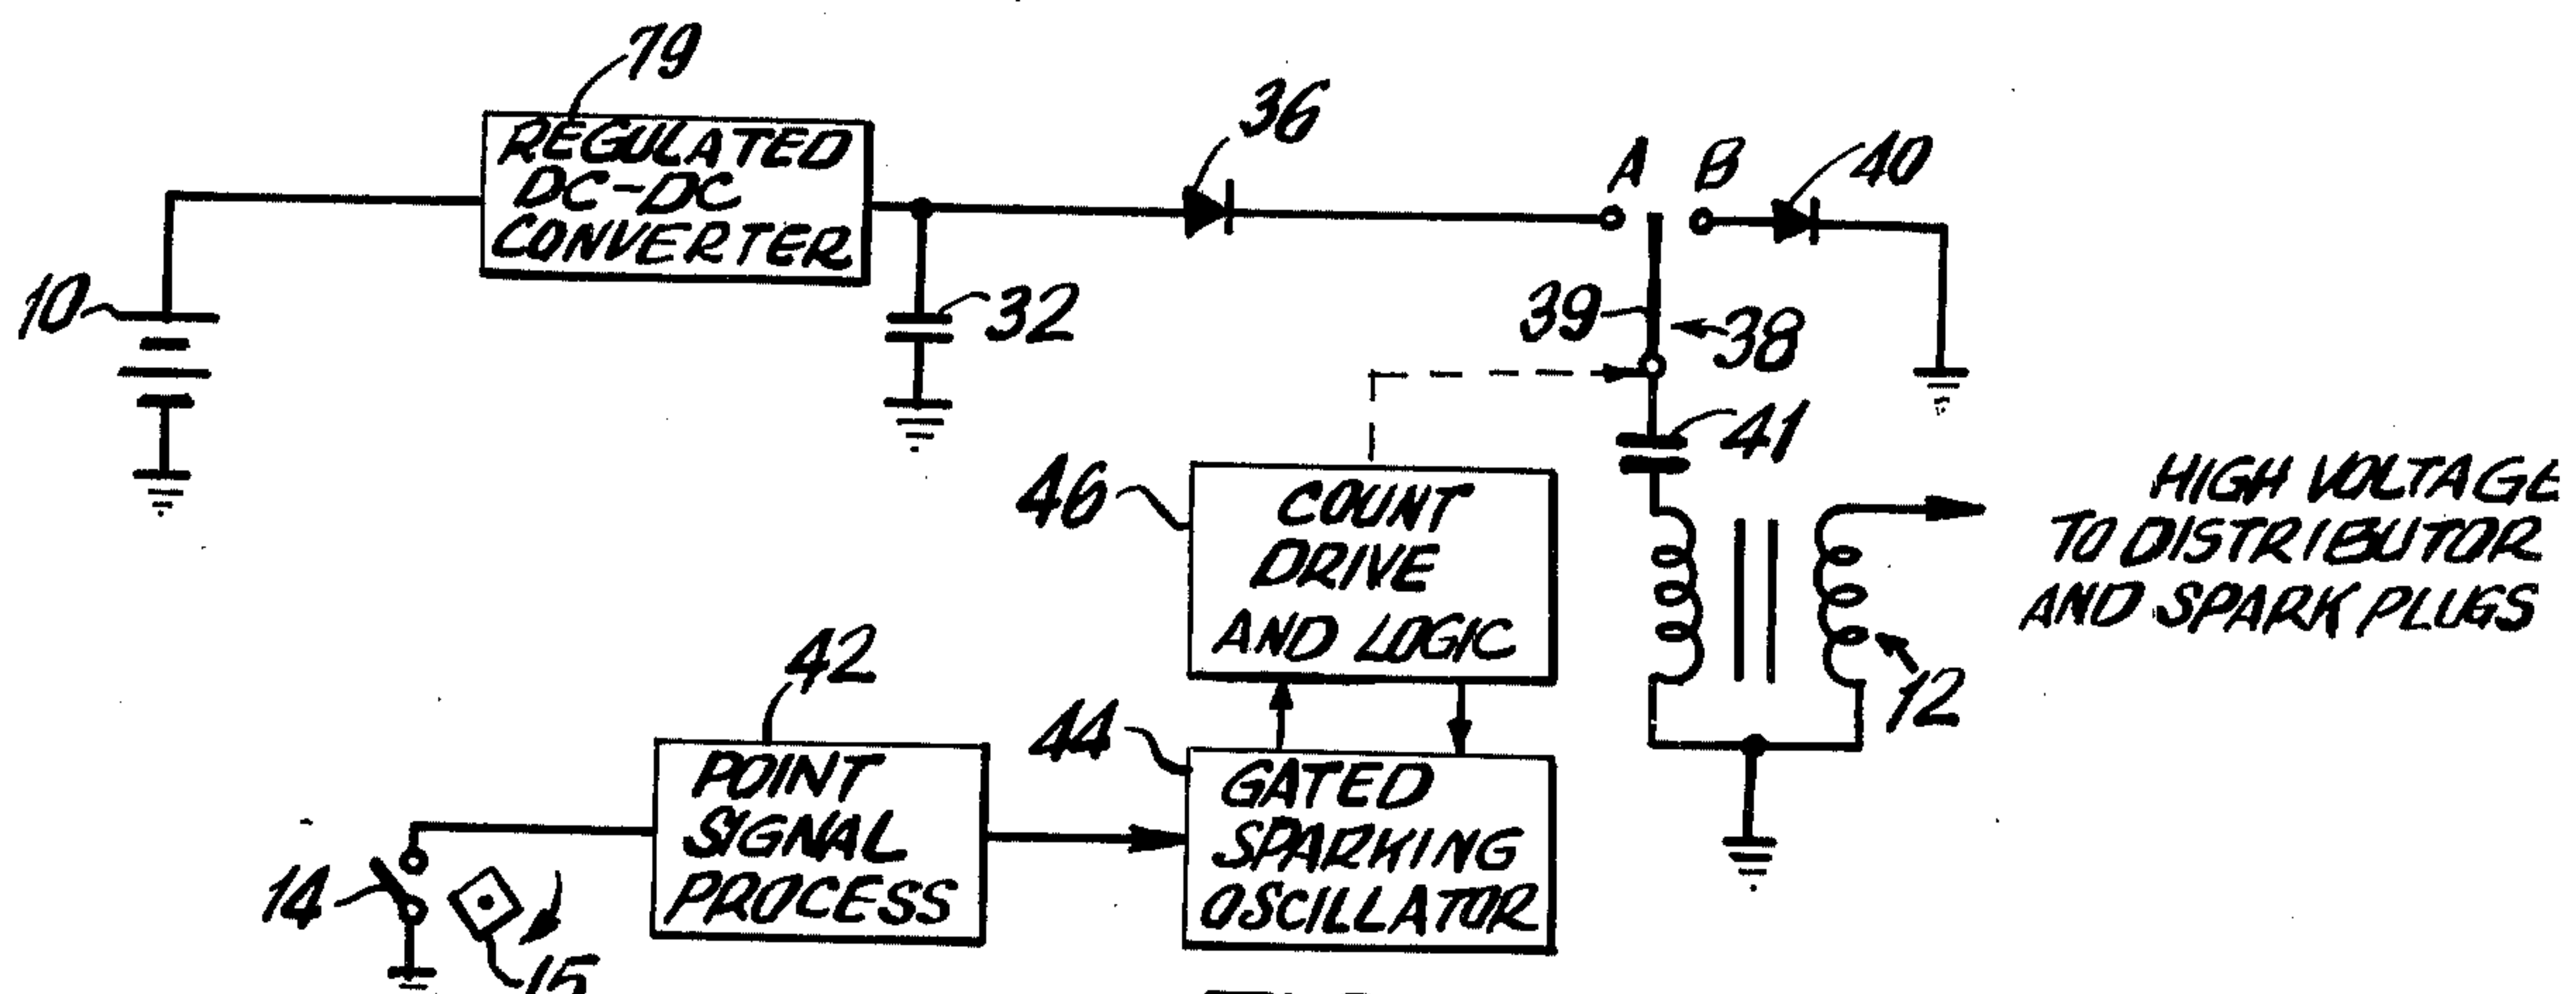 79
REGULATED
DC-DC
CONVERTER
36
A B
40
10
32
39
38
41
46
COUNT
DRIVE
AND LOGIC
HIGH VOLTAGE
TO DISTRIBUTOR
AND SPARK PLUGS
12
42
POINT
SIGNAL
PROCESS
44
GATED
SPARKING
OSCILLATOR
14
15